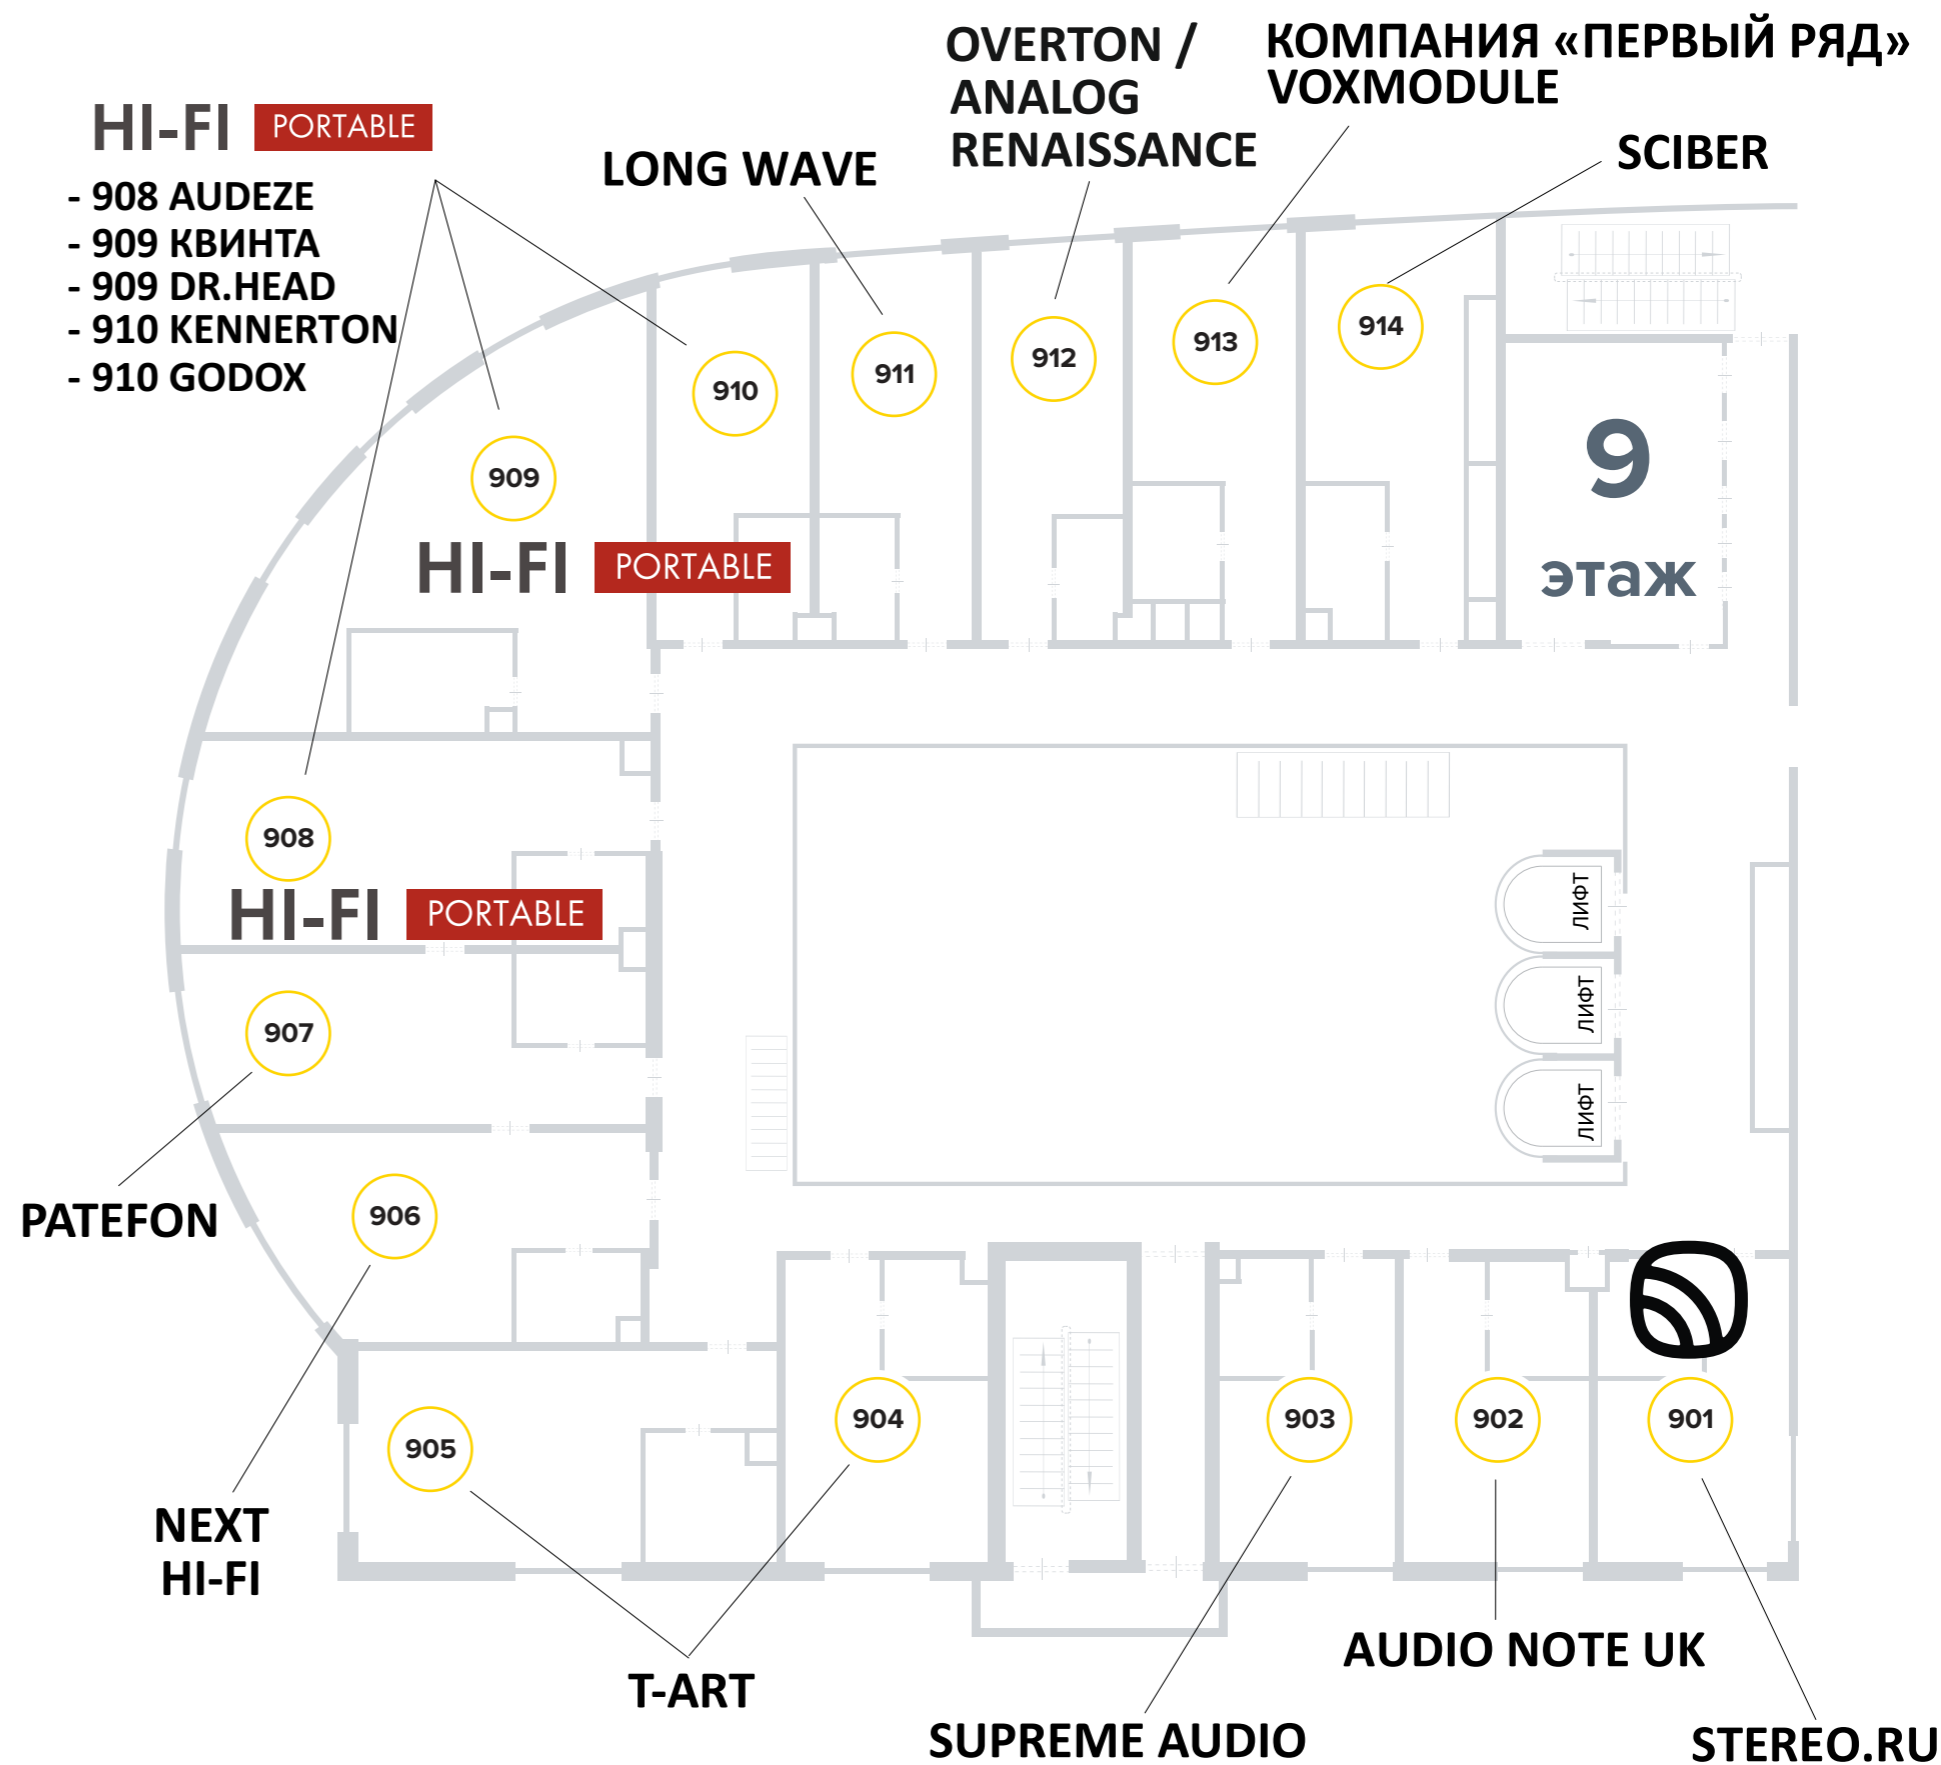 OVERTON /
ANALOG
RENAISSANCE
КОМПАНИЯ «ПЕРВЫЙ РЯД»
VOXMODULE
HI-FI PORTABLE
- 908 AUDEZE
- 909 КВИНТА
- 909 DR.HEAD
- 910 KENNERTON
- 910 GODOX
LONG WAVE
SCIBER
910
911
912
913
914
909
HI-FI PORTABLE
9
этаж
908
HI-FI PORTABLE
907
ЛИФТ
ЛИФТ
ЛИФТ
PATEFON
906
905
904
903
902
901
NEXT
HI-FI
T-ART
SUPREME AUDIO
AUDIO NOTE UK
STEREO.RU